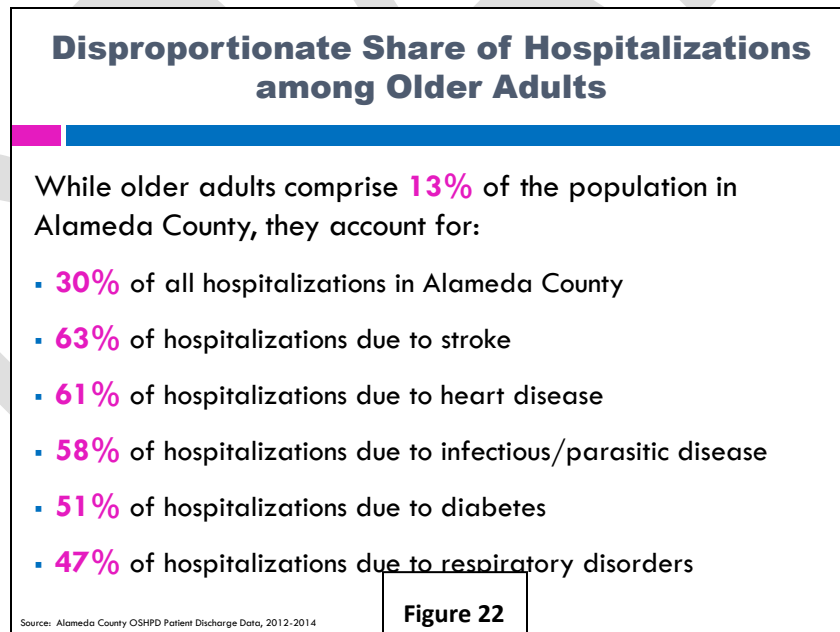 Disproportionate Share of Hospitalizations
among Older Adults
While older adults comprise 13% of the population in
Alameda County, they account for:
▪ 30% of all hospitalizations in Alameda County
▪ 63% of hospitalizations due to stroke
▪ 61% of hospitalizations due to heart disease
▪ 58% of hospitalizations due to infectious/parasitic disease
▪ 51% of hospitalizations due to diabetes
▪ 47% of hospitalizations due to respiratory disorders
Source: Alameda County OSHPD Patient Discharge Data, 2012-2014
Figure 22